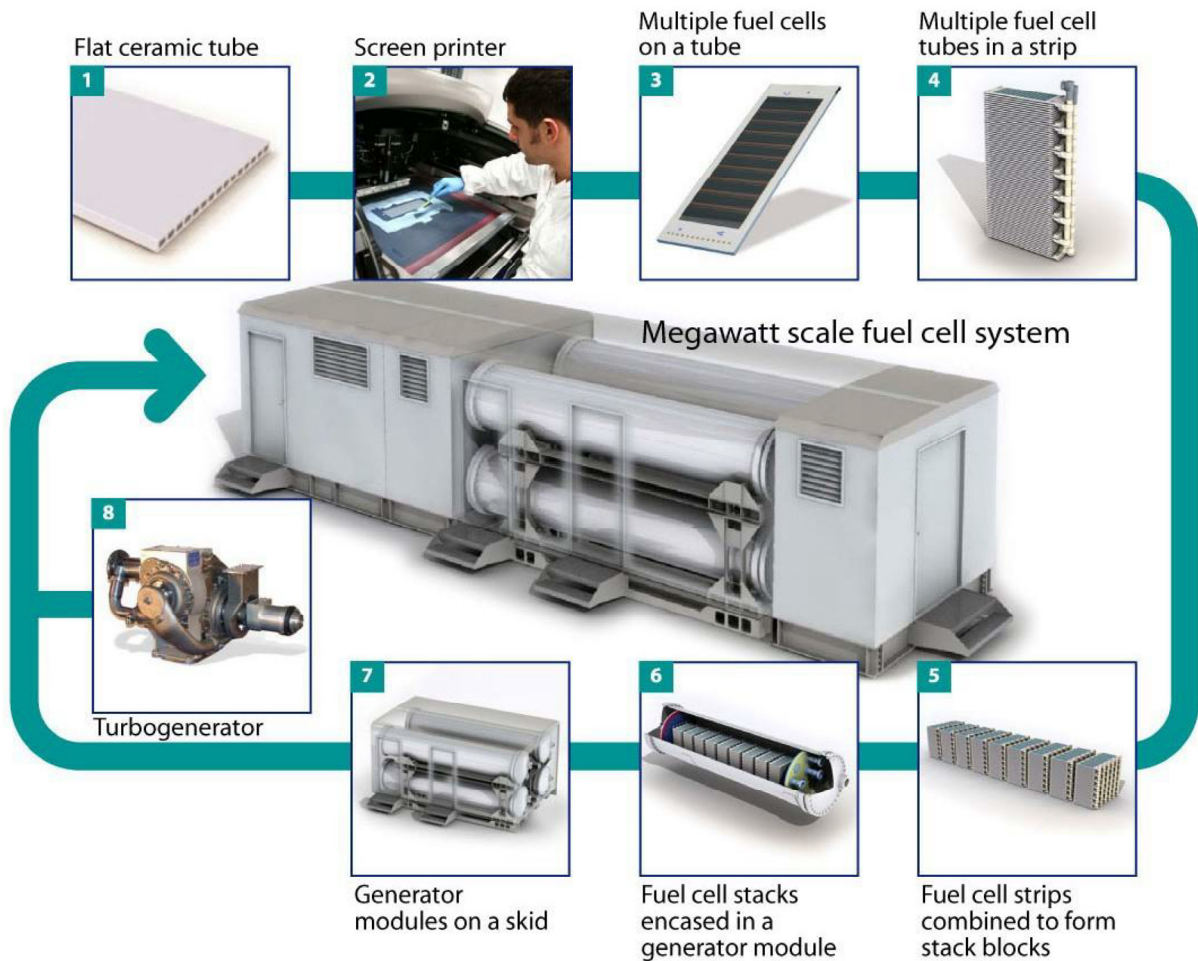 Flat ceramic tube
1
Screen printer
2
Multiple fuel cells
on a tube
3
Multiple fuel cell
tubes in a strip
4
Megawatt scale fuel cell system
8
Turbogenerator
7
Generator
modules on a skid
6
Fuel cell stacks
encased in a
generator module
5
Fuel cell strips
combined to form
stack blocks